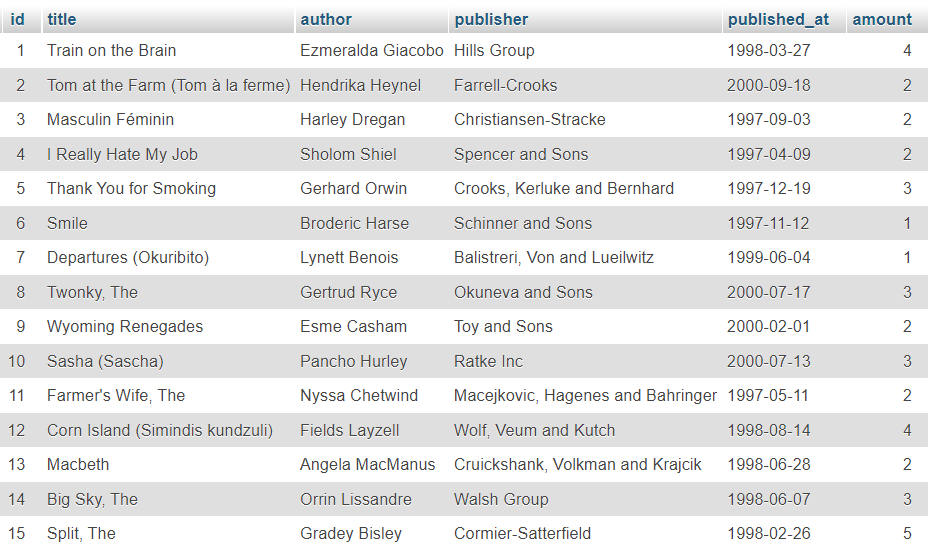 id title author publisher published_at amount
1 Train on the Brain Ezmeralda Giacobo Hills Group 1998-03-27 4
2 Tom at the Farm (Tom à la ferme) Hendrika Heynel Farrell-Crooks 2000-09-18 2
3 Masculin Féminin Harley Dregan Christiansen-Stracke 1997-09-03 2
4 I Really Hate My Job Sholom Shiel Spencer and Sons 1997-04-09 2
5 Thank You for Smoking Gerhard Orwin Crooks, Kerluke and Bernhard 1997-12-19 3
6 Smile Broderic Harse Schinner and Sons 1997-11-12 1
7 Departures (Okuribito) Lynett Benois Balistreri, Von and Lueilwitz 1999-06-04 1
8 Twonky, The Gertrud Ryce Okuneva and Sons 2000-07-17 3
9 Wyoming Renegades Esme Casham Toy and Sons 2000-02-01 2
10 Sasha (Sascha) Pancho Hurley Ratke Inc 2000-07-13 3
11 Farmer's Wife, The Nyssa Chetwind Macejkovic, Hagenes and Bahringer 1997-05-11 2
12 Corn Island (Simindis kundzuli) Fields Layzell Wolf, Veum and Kutch 1998-08-14 4
13 Macbeth Angela MacManus Cruickshank, Volkman and Krajcik 1998-06-28 2
14 Big Sky, The Orrin Lissandre Walsh Group 1998-06-07 3
15 Split, The Gradey Bisley Cormier-Satterfield 1998-02-26 5